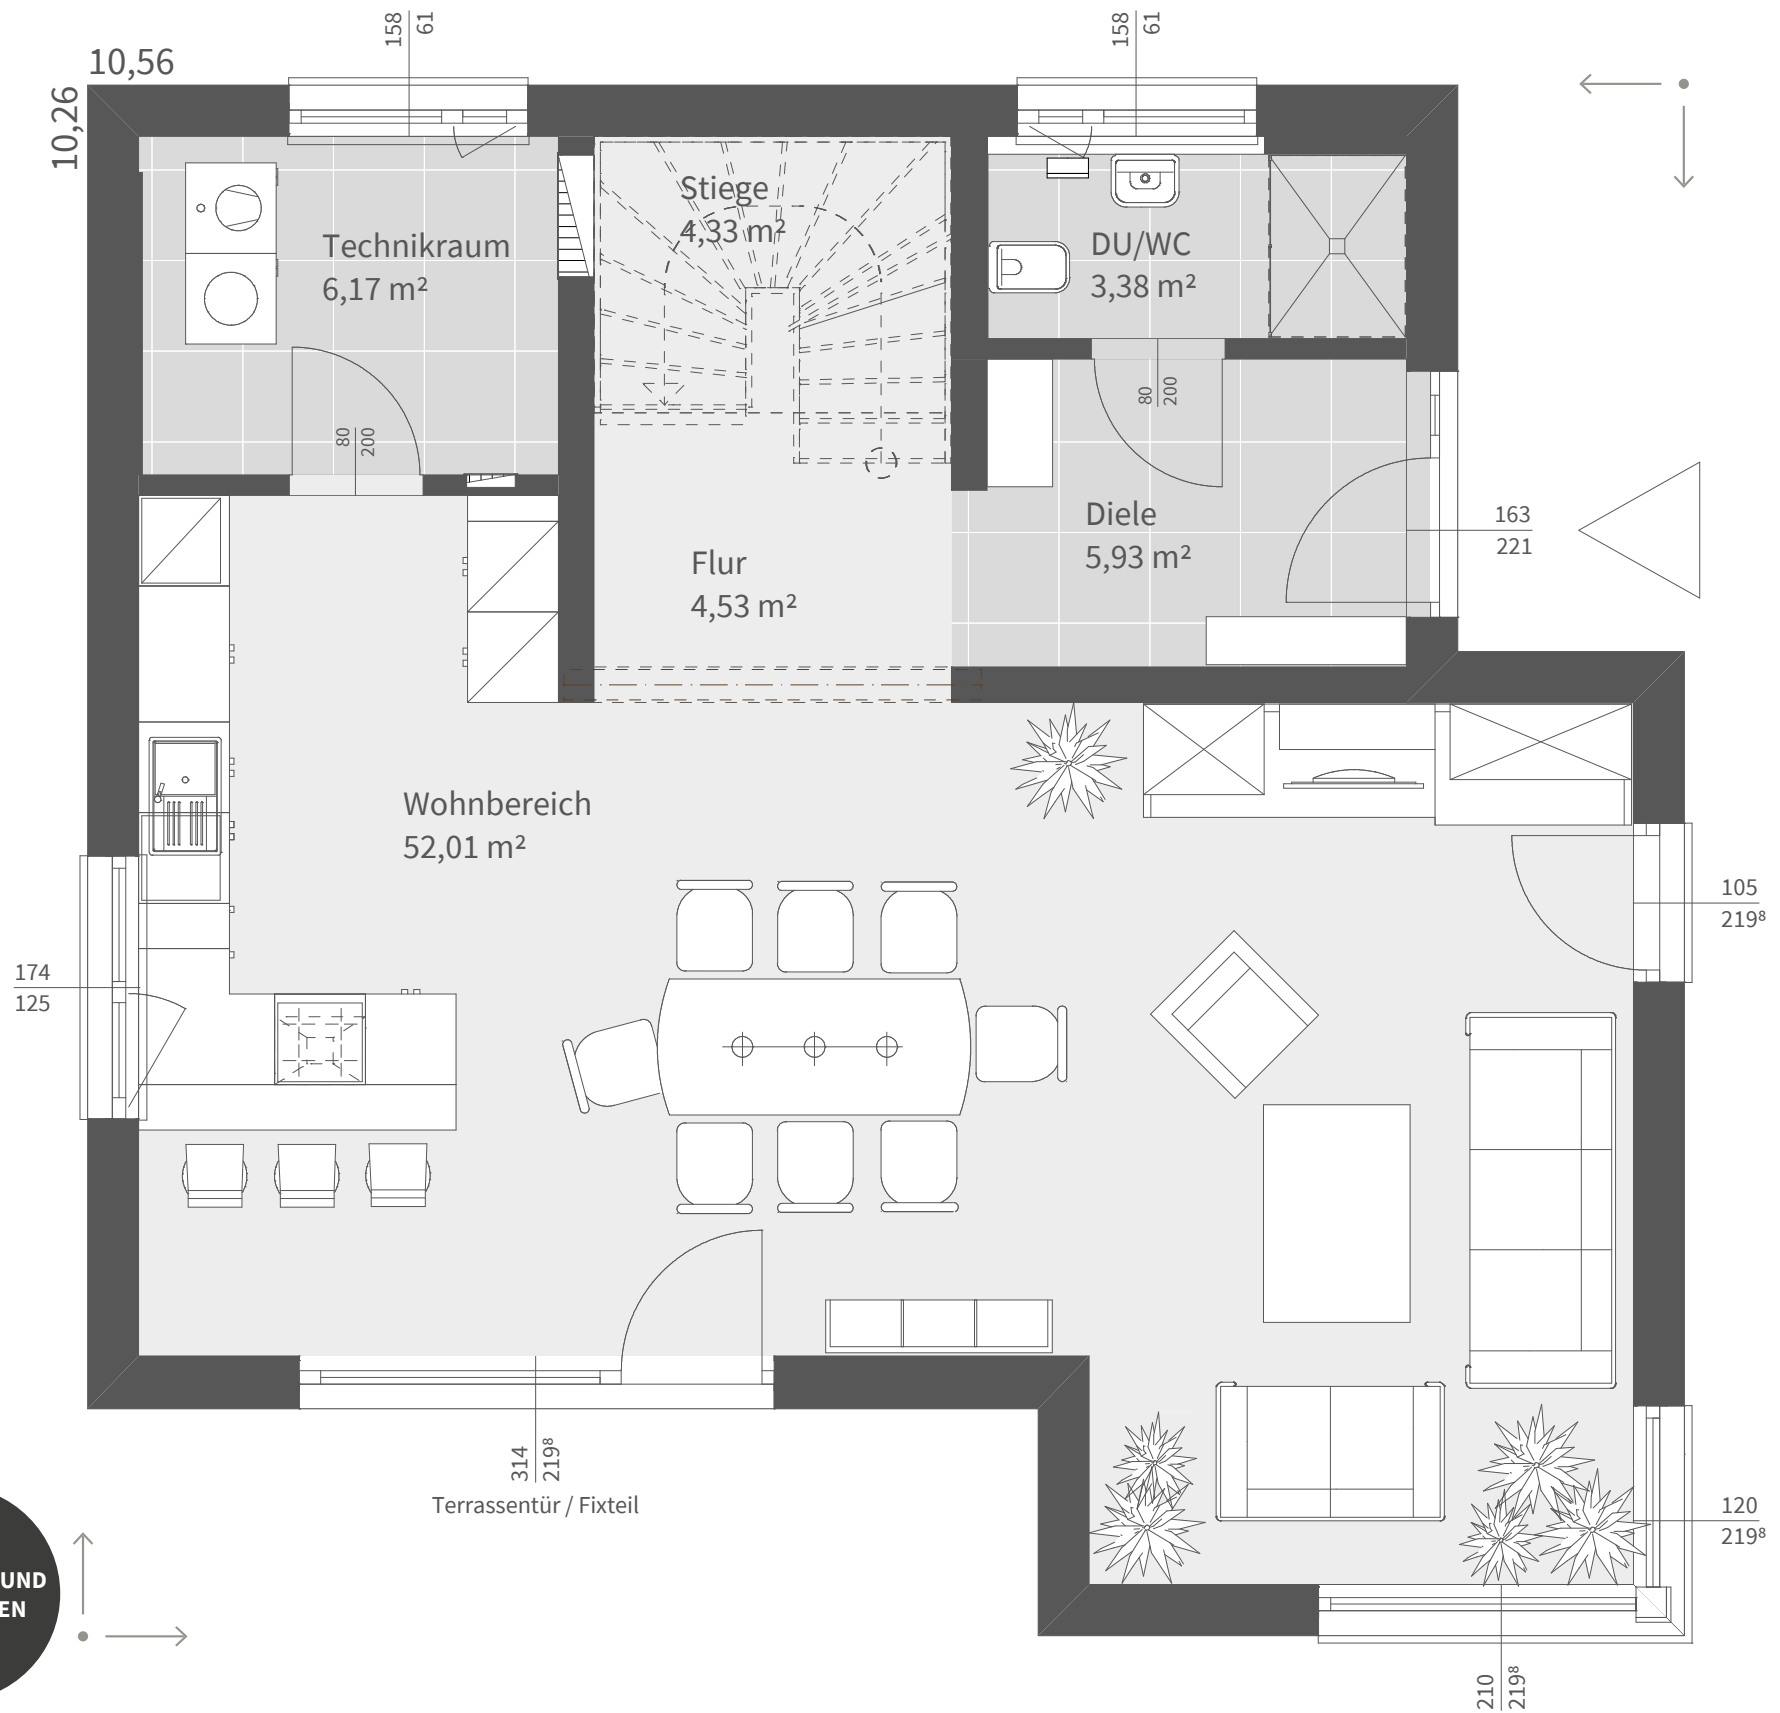 158
61
158
61
10,56
10,26
Stiege
4,33 m²
Technikraum
6,17 m²
DU/WC
3,38 m²
80
200
80
200
163
221
Diele
5,93 m²
Flur
4,53 m²
Wohnbereich
52,01 m²
105
219⁸
174
125
314
219⁸
Terrassentür / Fixteil
120
219⁸
UND
EN
210
219⁸